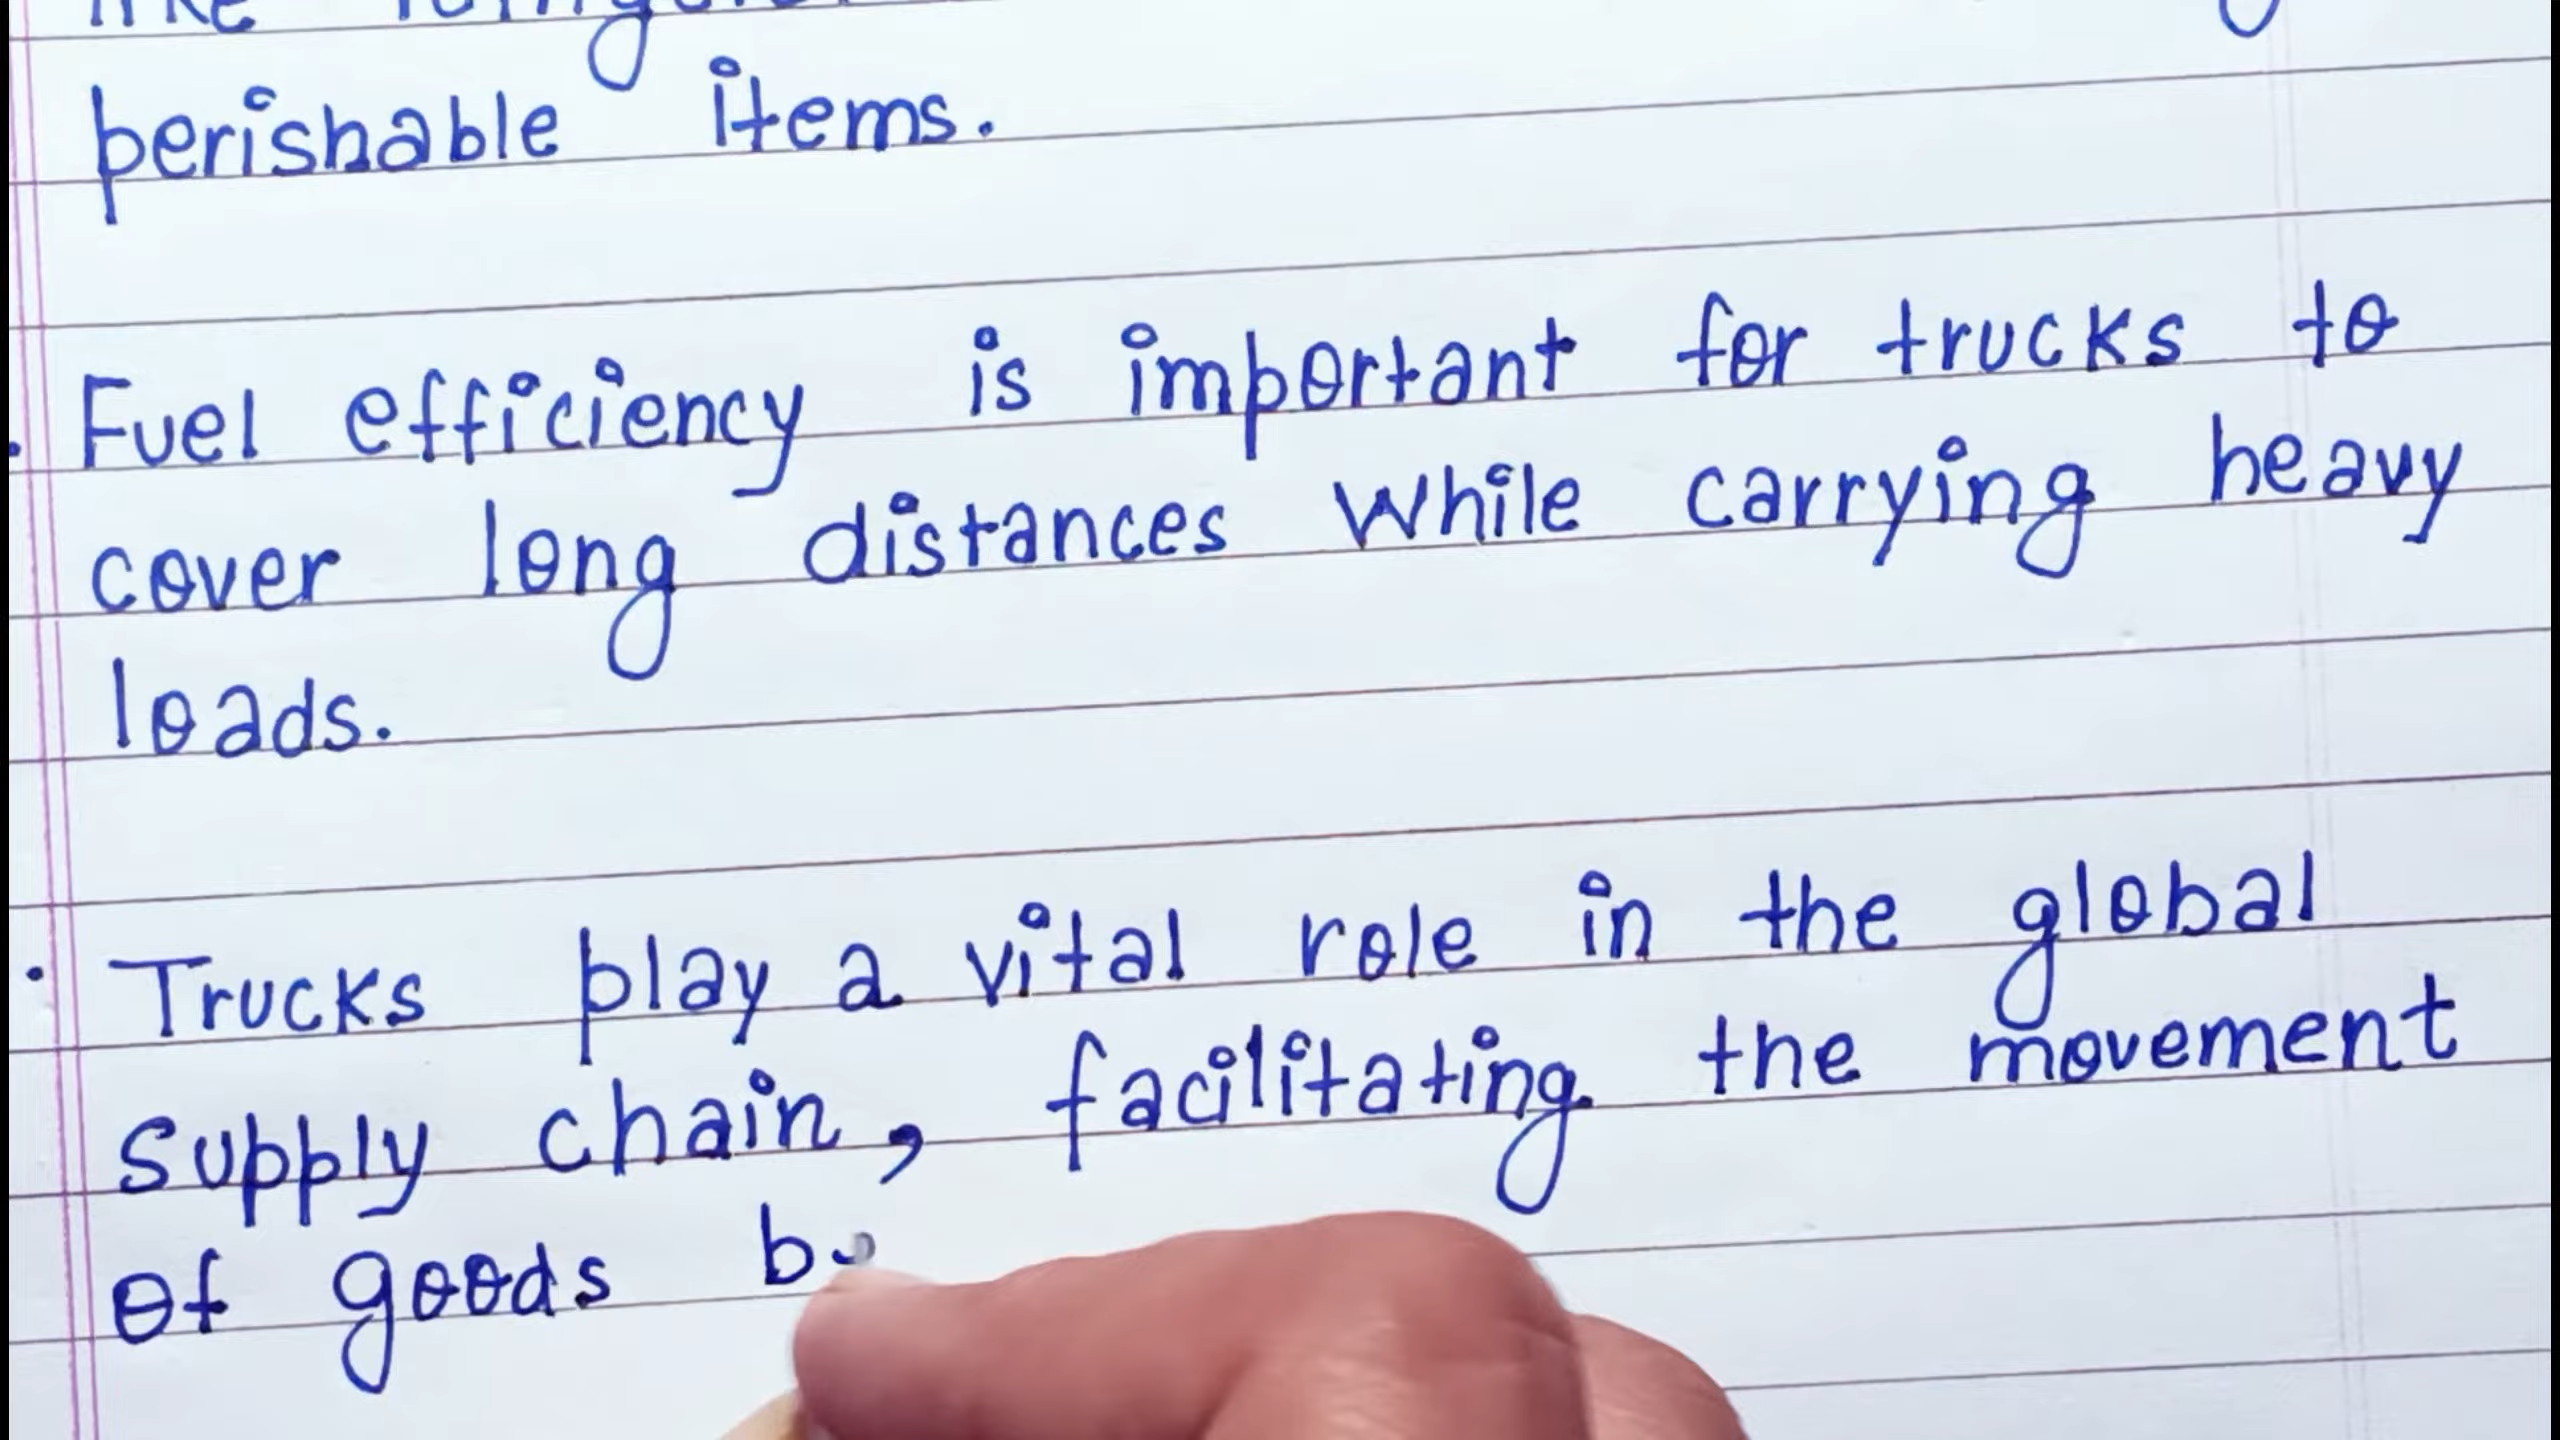 like
perishable items.
. Fuel efficiency is important for trucks to
cover long distances while carrying heavy
loads.
. Trucks play a vital role in the global
supply chain, facilitating the movement
of goods